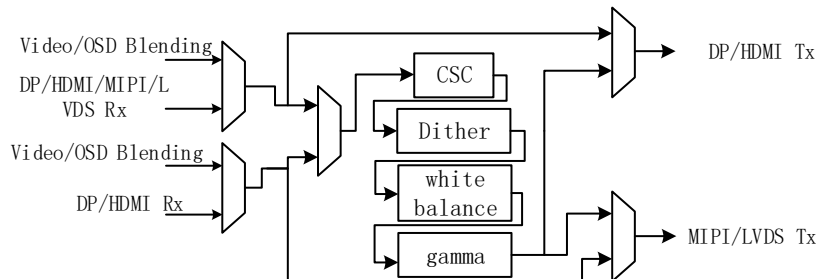 Video/OSD Blending
DP/HDMI/MIPI/L
VDS Rx
Video/OSD Blending
DP/HDMI Rx
CSC
Dither
white
balance
gamma
DP/HDMI Tx
MIPI/LVDS Tx